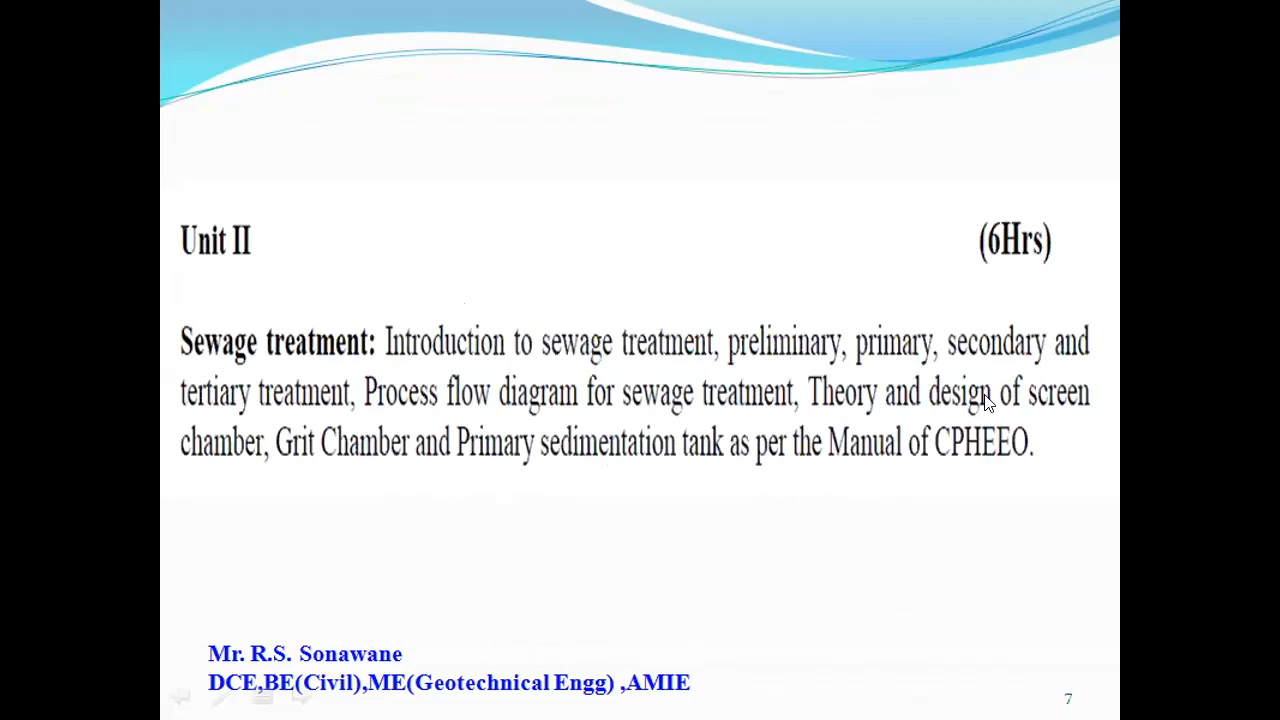 Unit II (6Hrs)
Sewage treatment: Introduction to sewage treatment, preliminary, primary, secondary and
tertiary treatment, Process flow diagram for sewage treatment, Theory and design of screen
chamber, Grit Chamber and Primary sedimentation tank as per the Manual of CPHEEO.
Mr. R.S. Sonawane
DCE,BE(Civil),ME(Geotechnical Engg) ,AMIE
7